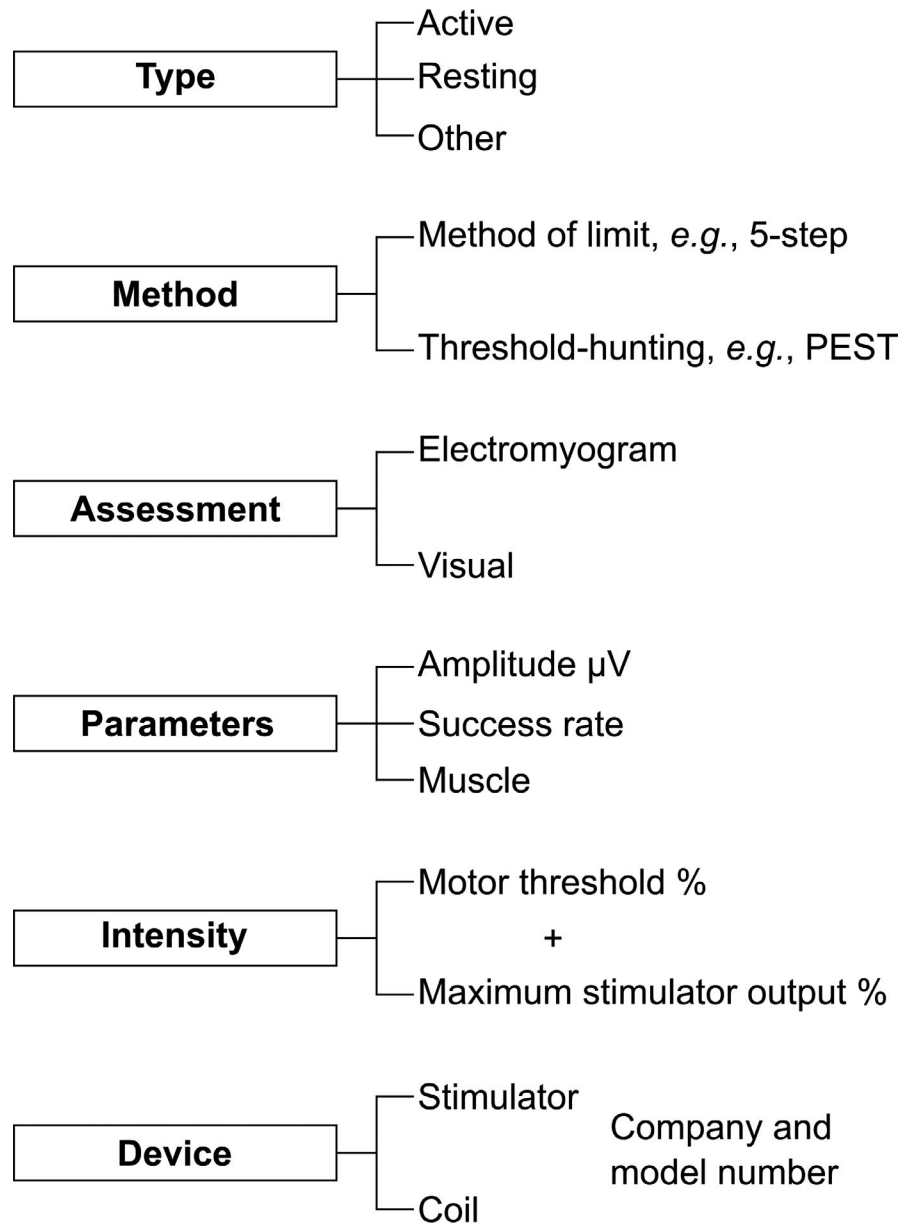 Type
Active
Resting
Other
Method
Method of limit, e.g., 5-step
Threshold-hunting, e.g., PEST
Assessment
Electromyogram
Visual
Parameters
Amplitude µV
Success rate
Muscle
Intensity
Motor threshold %
+
Maximum stimulator output %
Device
Stimulator
Coil
Company and
model number